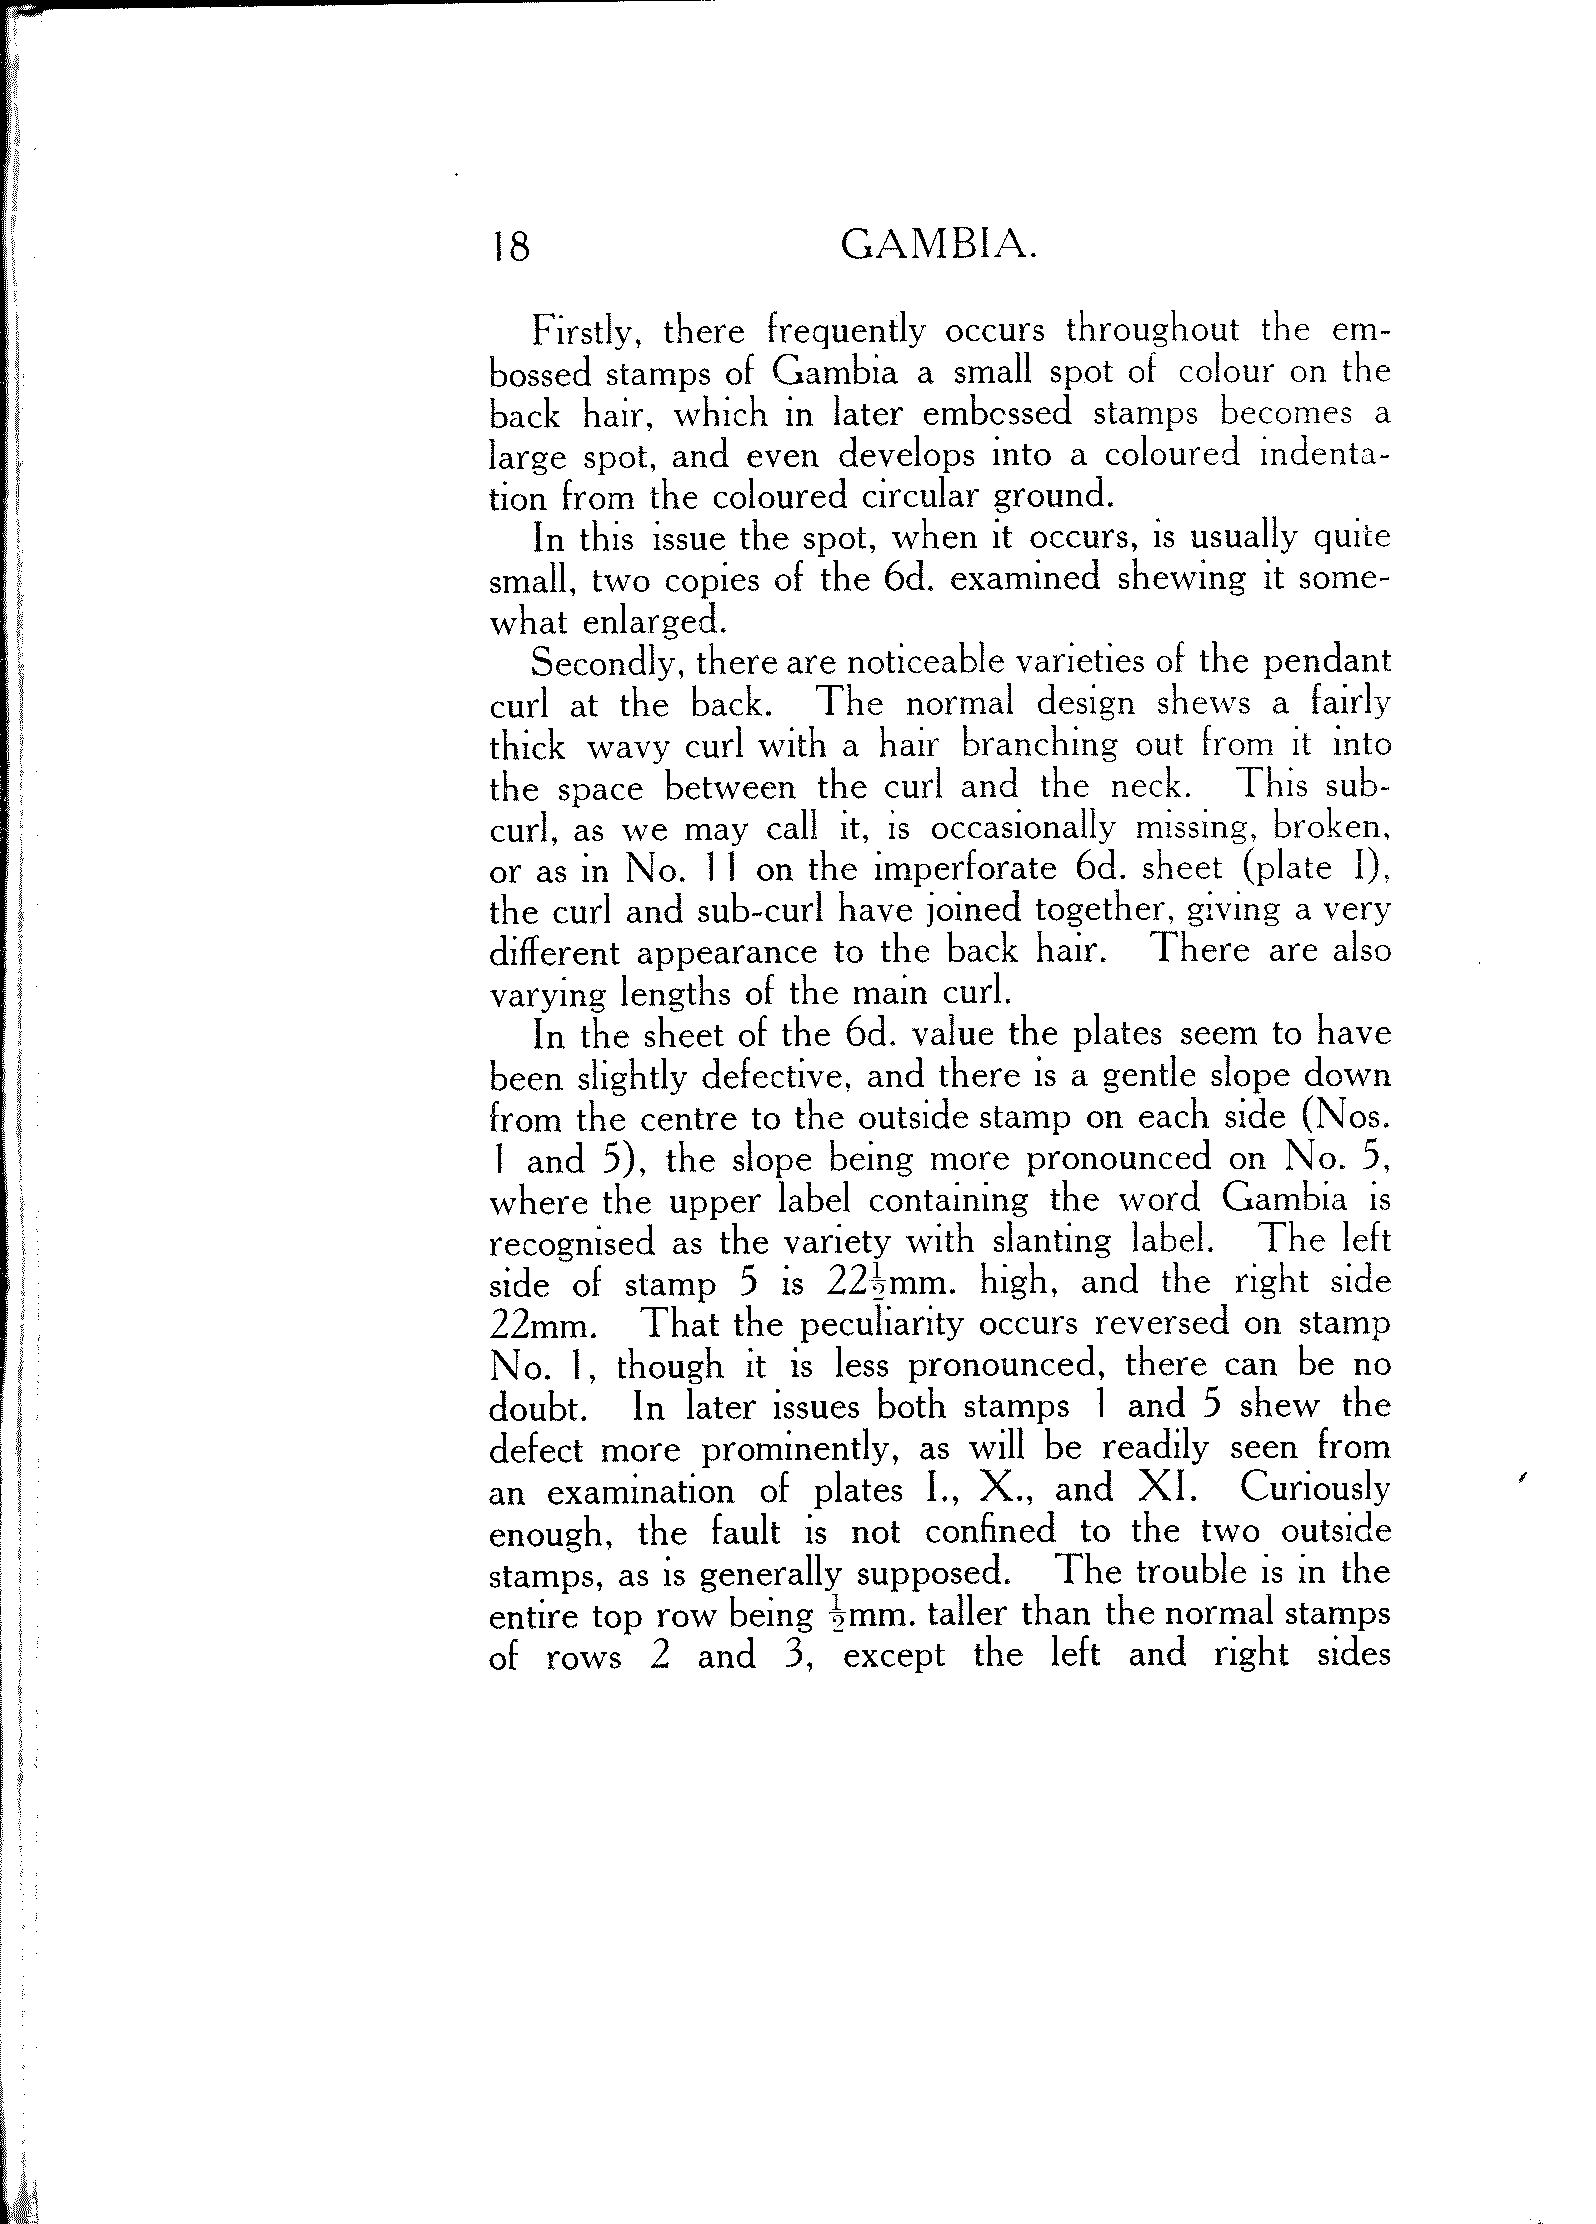 18 GAMBIA.
Firstly, there frequently occurs throughout the em-
bossed stamps of Gambia a small spot of colour on the
back hair, which in later embossed stamps becomes a
large spot, and even develops into a coloured indenta-
tion from the coloured circular ground.
In this issue the spot, when it occurs, is usually quite
small, two copies of the 6d. examined shewing it some-
what enlarged.
Secondly, there are noticeable varieties of the pendant
curl at the back. The normal design shews a fairly
thick wavy curl with a hair branching out from it into
the space between the curl and the neck. This sub-
curl, as we may call it, is occasionally missing, broken,
or as in No. 11 on the imperforate 6d. sheet (plate I),
the curl and sub-curl have joined together, giving a very
different appearance to the back hair. There are also
varying lengths of the main curl.
In the sheet of the 6d. value the plates seem to have
been slightly defective, and there is a gentle slope down
from the centre to the outside stamp on each side (Nos.
1 and 5), the slope being more pronounced on No. 5,
where the upper label containing the word Gambia is
recognised as the variety with slanting label. The left
side of stamp 5 is 22½mm. high, and the right side
22mm. That the peculiarity occurs reversed on stamp
No. 1, though it is less pronounced, there can be no
doubt. In later issues both stamps 1 and 5 shew the
defect more prominently, as will be readily seen from
an examination of plates I., X., and XI. Curiously
enough, the fault is not confined to the two outside
stamps, as is generally supposed. The trouble is in the
entire top row being ½mm. taller than the normal stamps
of rows 2 and 3, except the left and right sides